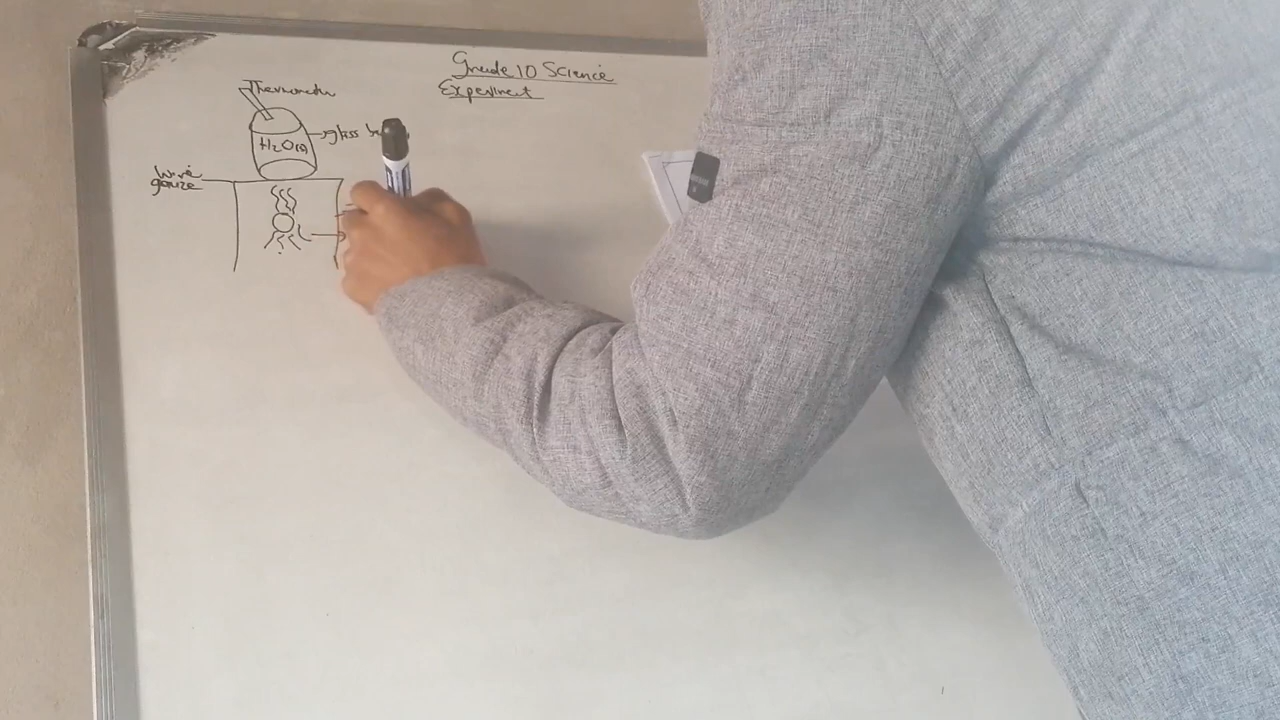 Grade 10 Science
Experiment
Thermometer
glass
H₂O(s)
Wire
gauze